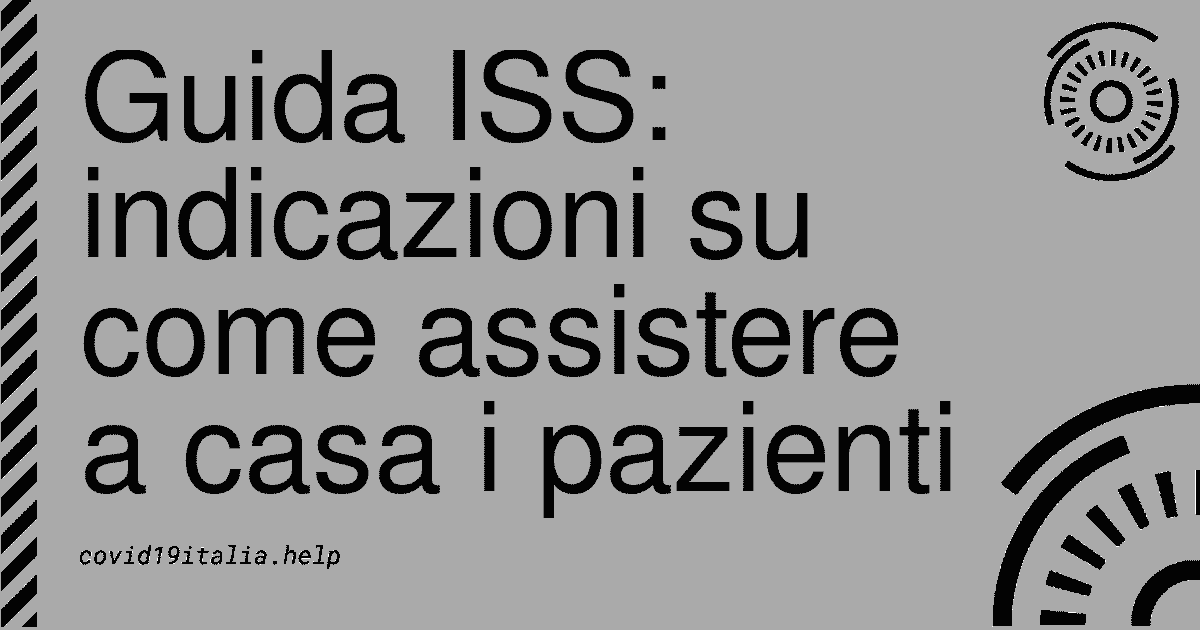 Guida ISS:
indicazioni su
come assistere
a casa i pazienti
covid19italia.help